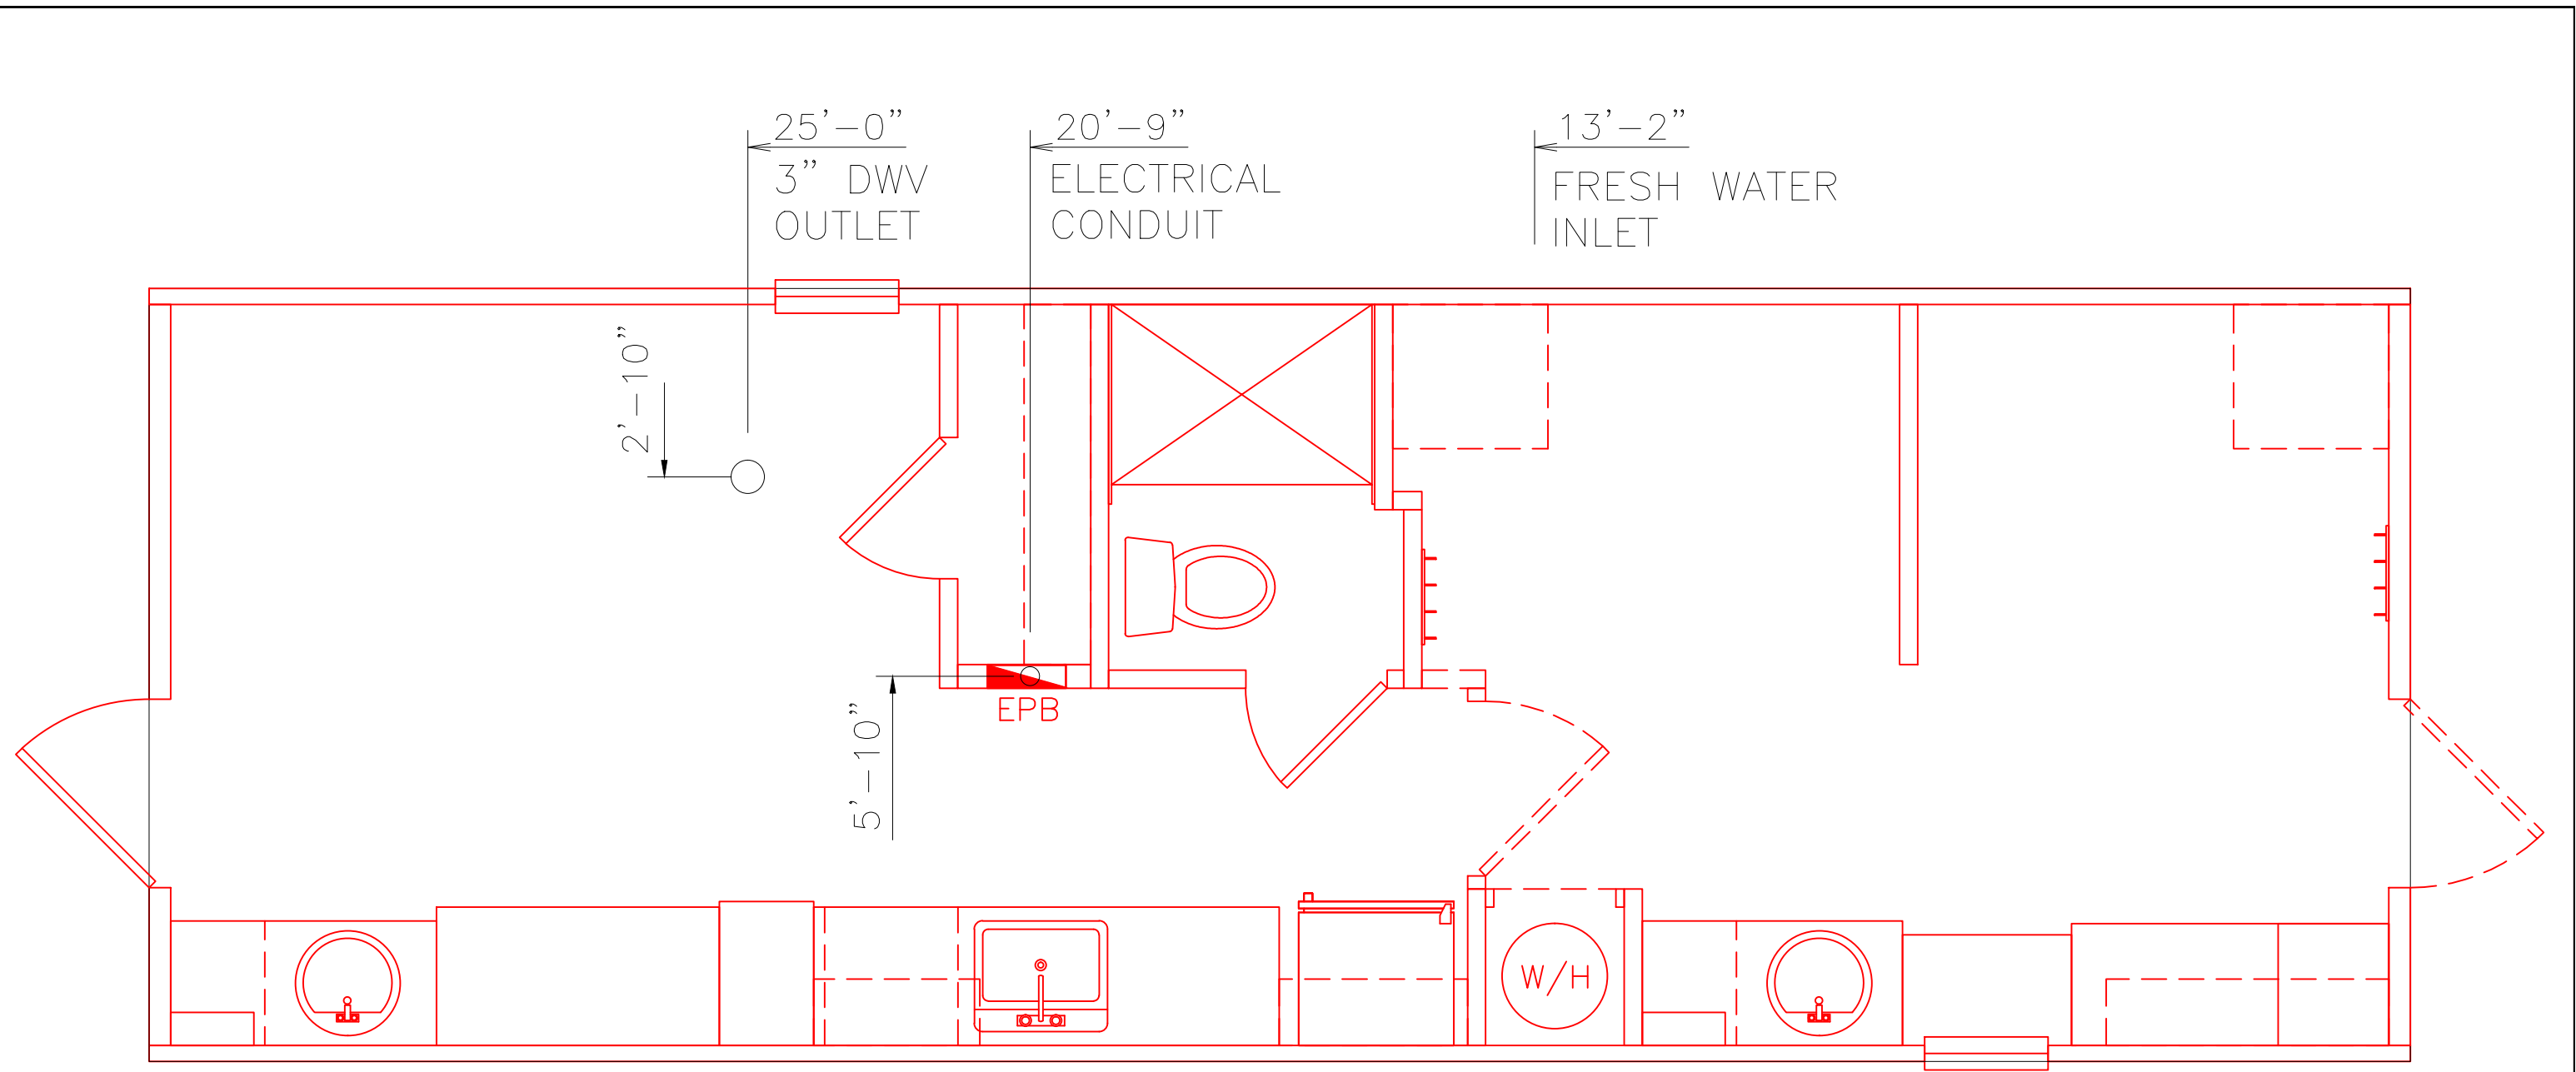 25'-0"
3" DWV
OUTLET
20'-9"
ELECTRICAL
CONDUIT
13'-2"
FRESH WATER
INLET
2'-10"
5'-10"
EPB
W/H